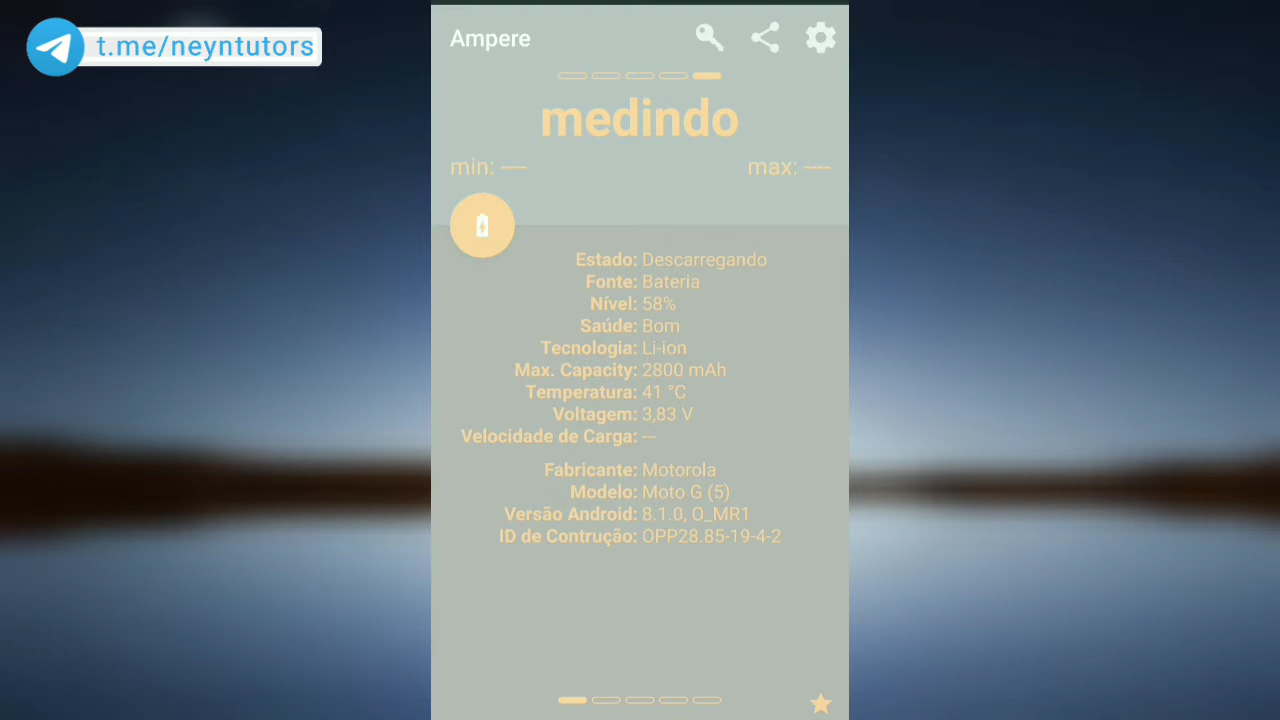 t.me/neyntutors
Ampere
medindo
min: ---- max: ----
Estado: Descarregando
Fonte: Bateria
Nível: 58%
Saúde: Bom
Tecnologia: Li-ion
Max. Capacity: 2800 mAh
Temperatura: 41 °C
Voltagem: 3,83 V
Velocidade de Carga: ---
Fabricante: Motorola
Modelo: Moto G (5)
Versão Android: 8.1.0, O_MR1
ID de Contrução: OPP28.85-19-4-2